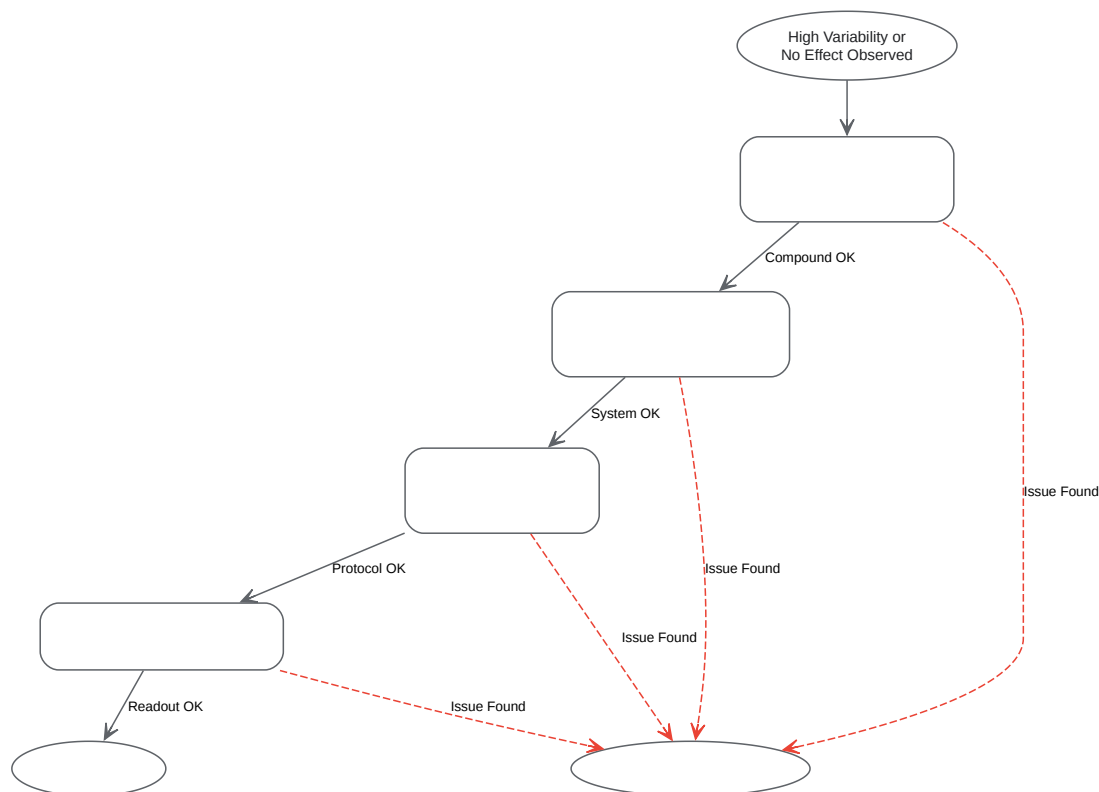 High Variability or
No Effect Observed
Compound OK
System OK
Issue Found
Protocol OK
Issue Found
Issue Found
Readout OK
Issue Found